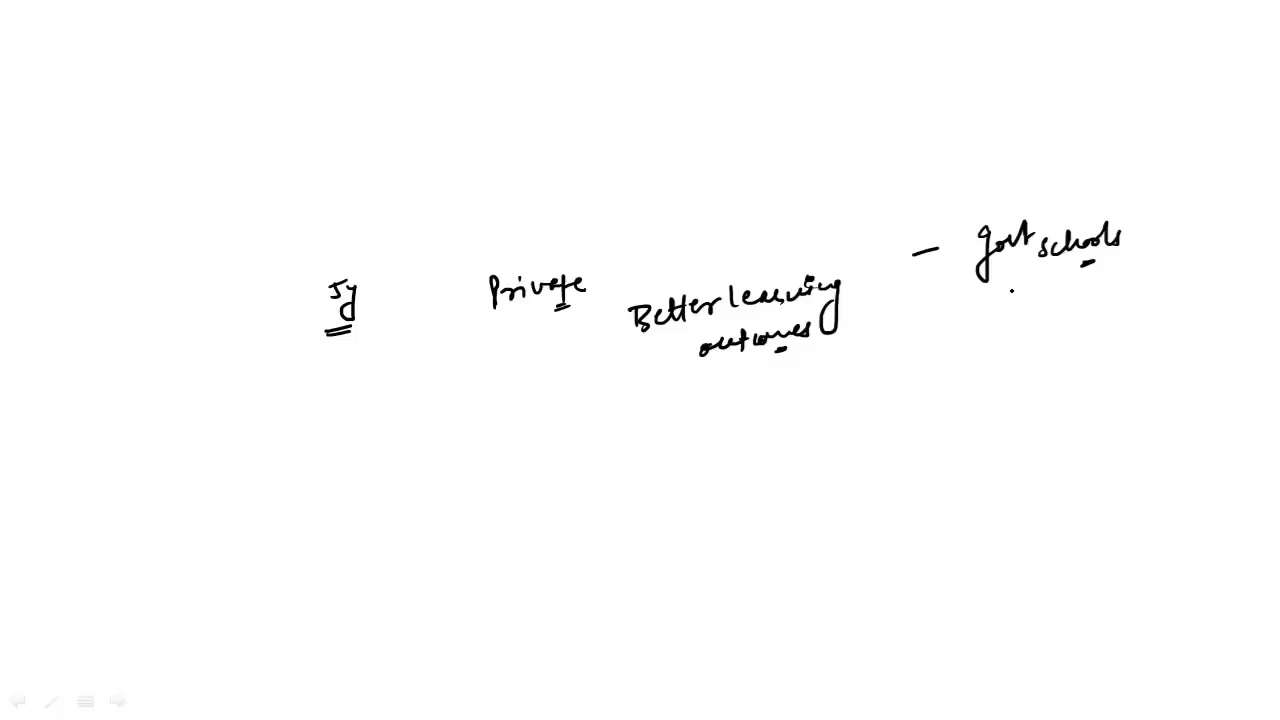 Private
Better learning
outcomes
- govt schools